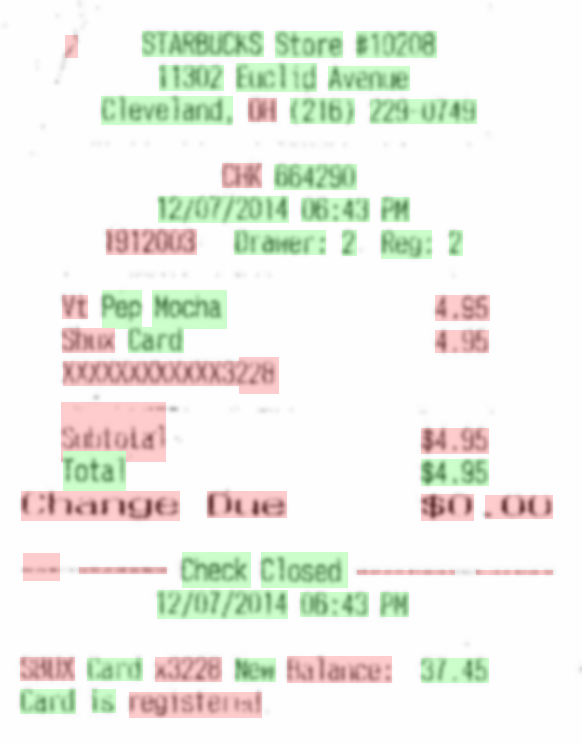 STARBUCKS Store #10208
11302 Euclid Avenue
Cleveland, OH (216) 229-0749
CHK 664290
12/07/2014 06:43 PM
1912003 Drawer: 2 Reg: 2
Vt Pep Mocha 4.95
Sbux Card 4.95
XXXXXXXXXXXX3228
Subtotal $4.95
Total $4.95
Change Due $0.00
Check Closed
12/07/2014 06:43 PM
SBUX Card x3228 New Balance: 37.45
Card is registered